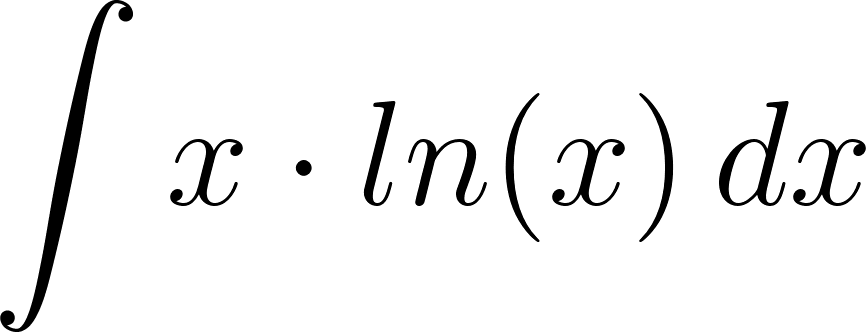 ∫ x · ln(x) dx